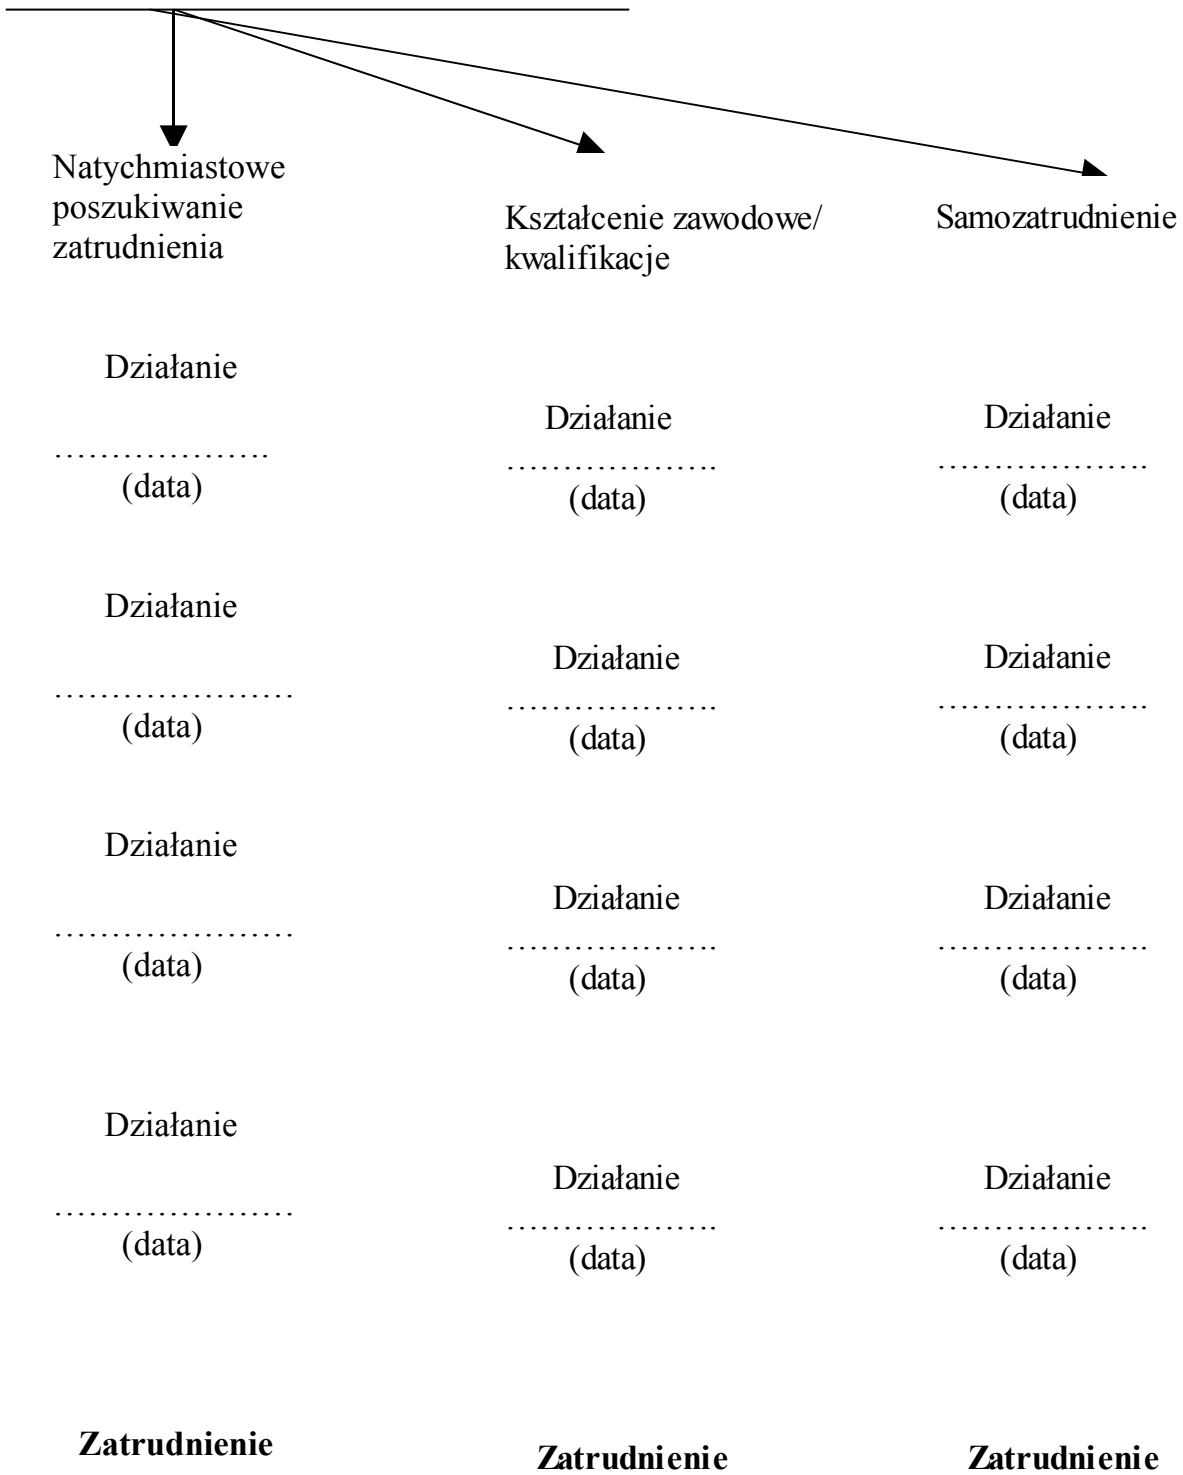 Natychmiastowe
poszukiwanie
zatrudnienia
Działanie
……………….
(data)
Działanie
…………………
(data)
Działanie
…………………
(data)
Działanie
…………………
(data)
Zatrudnienie
Kształcenie zawodowe/
kwalifikacje
Działanie
……………….
(data)
Działanie
……………….
(data)
Działanie
……………….
(data)
Działanie
……………….
(data)
Zatrudnienie
Samozatrudnienie
Działanie
……………….
(data)
Działanie
……………….
(data)
Działanie
……………….
(data)
Działanie
……………….
(data)
Zatrudnienie